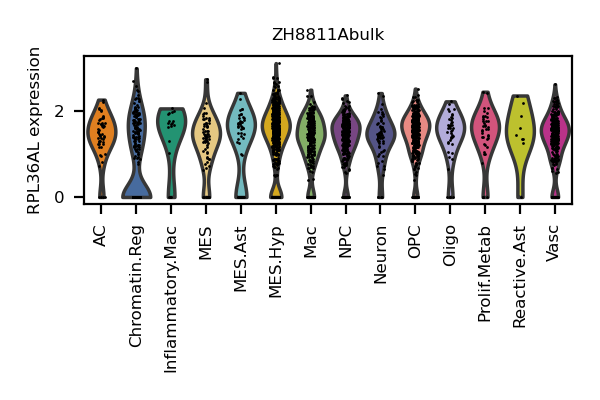 ZH8811Abulk
RPL36AL expression
2
0
AC
Chromatin.Reg
Inflammatory.Mac
MES
MES.Ast
MES.Hyp
Mac
NPC
Neuron
OPC
Oligo
Prolif.Metab
Reactive.Ast
Vasc